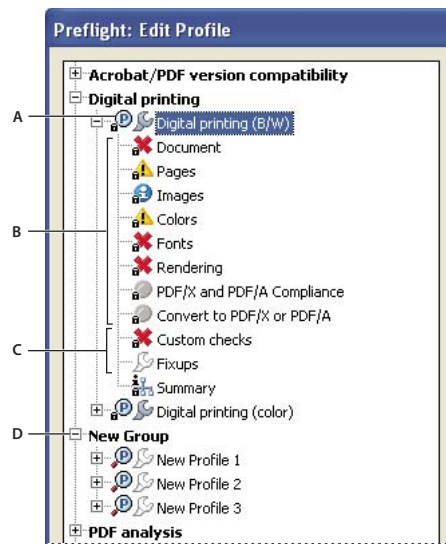 Preflight: Edit Profile
Acrobat/PDF version compatibility
Digital printing
A
Digital printing (B/W)
Document
Pages
Images
B
Colors
Fonts
Rendering
PDF/X and PDF/A Compliance
Convert to PDF/X or PDF/A
C
Custom checks
Fixups
Summary
Digital printing (color)
D
New Group
New Profile 1
New Profile 2
New Profile 3
PDF analysis